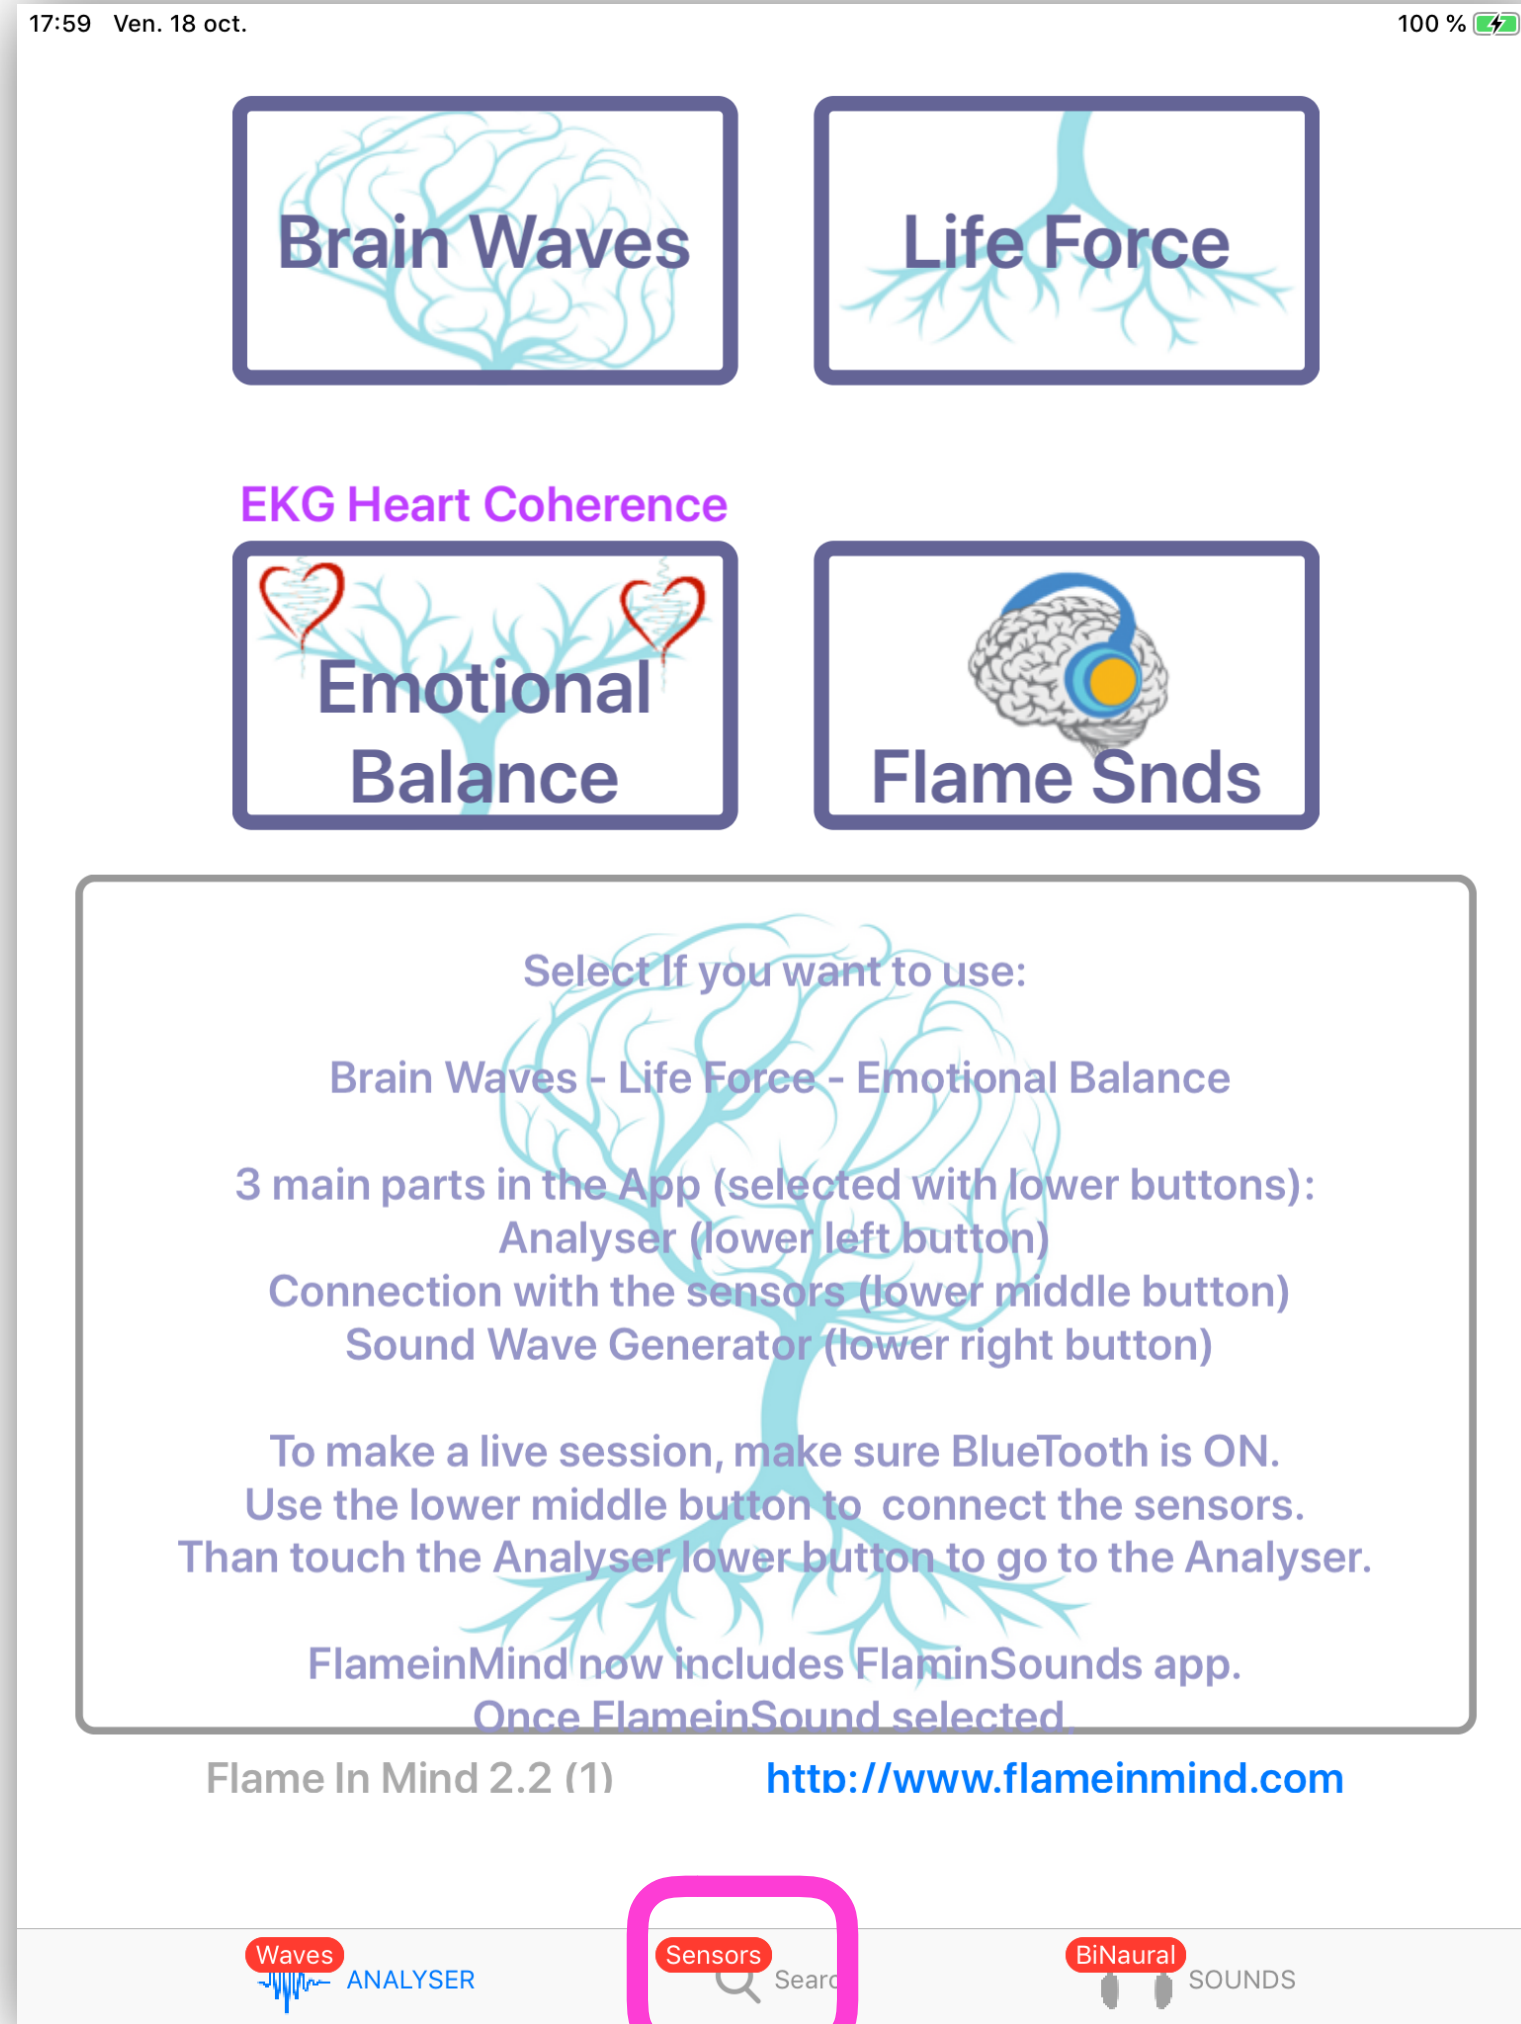 17:59 Ven. 18 oct. 100 %
Brain Waves
Life Force
EKG Heart Coherence
Emotional
Balance
Flame Snds
Select If you want to use:
Brain Waves - Life Force - Emotional Balance
3 main parts in the App (selected with lower buttons):
Analyser (lower left button)
Connection with the sensors (lower middle button)
Sound Wave Generator (lower right button)
To make a live session, make sure BlueTooth is ON.
Use the lower middle button to connect the sensors.
Than touch the Analyser lower button to go to the Analyser.
FlameinMind now includes FlaminSounds app.
Once FlameinSound selected.
Flame In Mind 2.2 (1)
http://www.flameinmind.com
Waves
ANALYSER
Sensors
Searc
BiNaural
SOUNDS